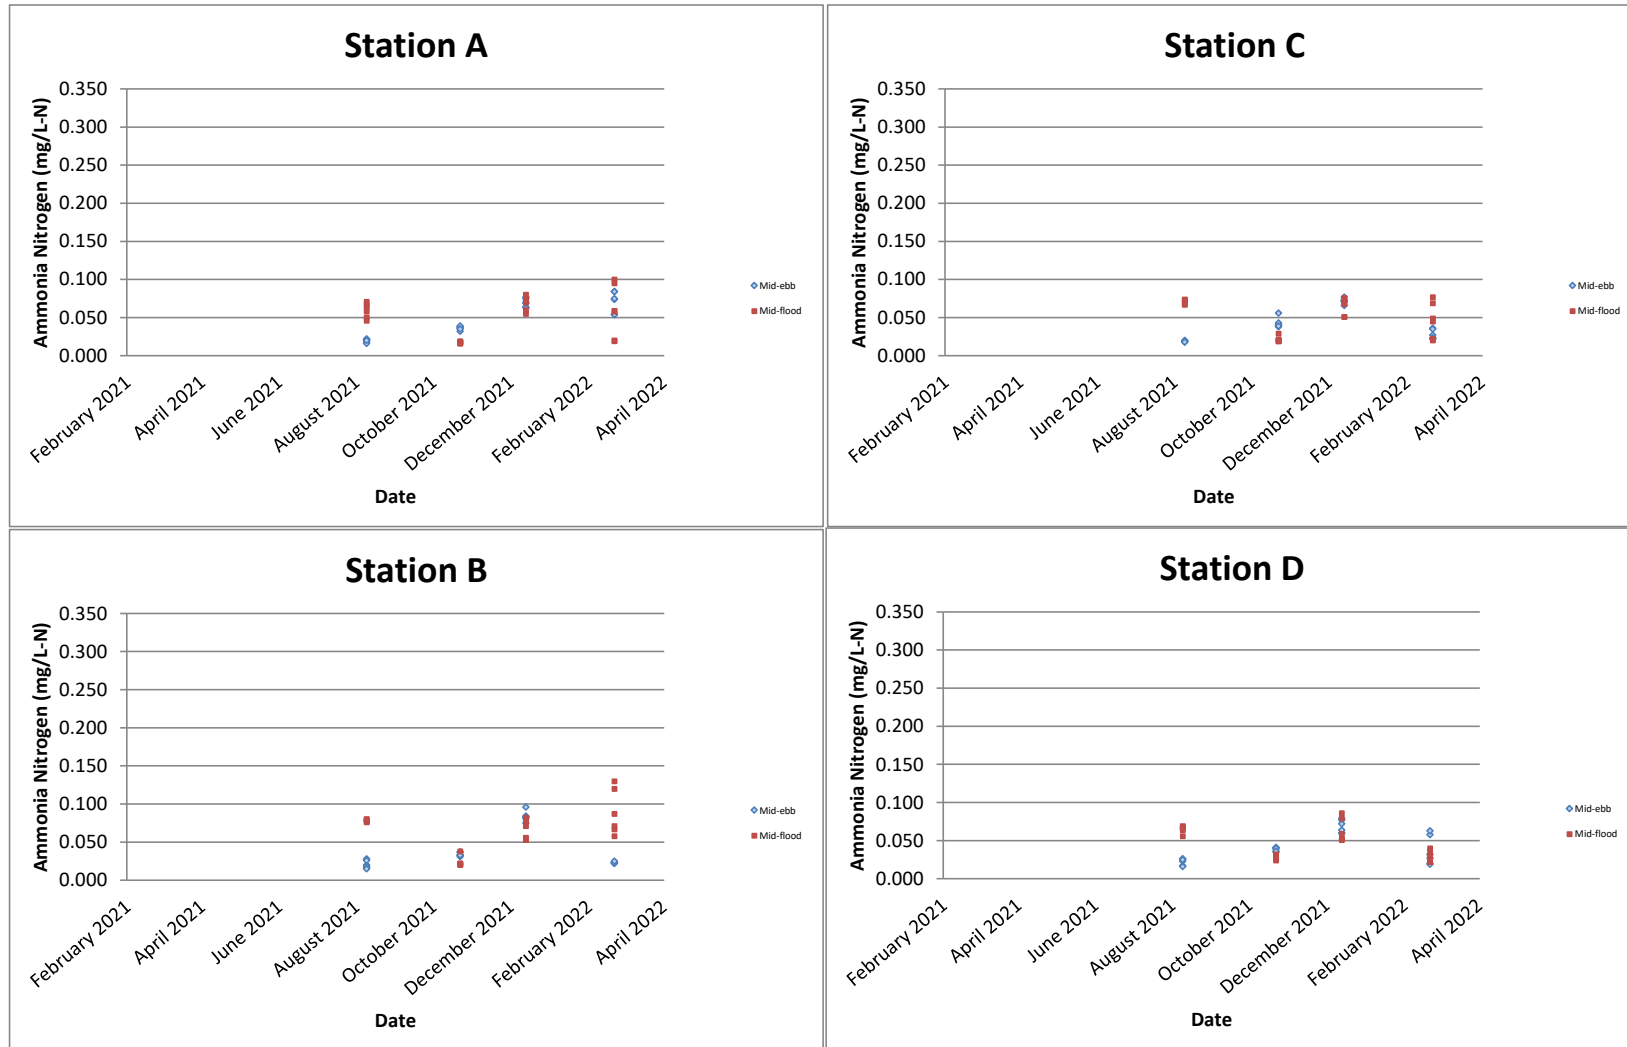 Station A
Ammonia Nitrogen (mg/L-N)
0.350
0.300
0.250
0.200
0.150
0.100
0.050
0.000
February 2021
April 2021
June 2021
August 2021
October 2021
December 2021
February 2022
April 2022
Date
Mid-ebb
Mid-flood
Station C
Ammonia Nitrogen (mg/L-N)
0.350
0.300
0.250
0.200
0.150
0.100
0.050
0.000
February 2021
April 2021
June 2021
August 2021
October 2021
December 2021
February 2022
April 2022
Date
Mid-ebb
Mid-flood
Station B
Ammonia Nitrogen (mg/L-N)
0.350
0.300
0.250
0.200
0.150
0.100
0.050
0.000
February 2021
April 2021
June 2021
August 2021
October 2021
December 2021
February 2022
April 2022
Date
Mid-ebb
Mid-flood
Station D
Ammonia Nitrogen (mg/L-N)
0.350
0.300
0.250
0.200
0.150
0.100
0.050
0.000
February 2021
April 2021
June 2021
August 2021
October 2021
December 2021
February 2022
April 2022
Date
Mid-ebb
Mid-flood